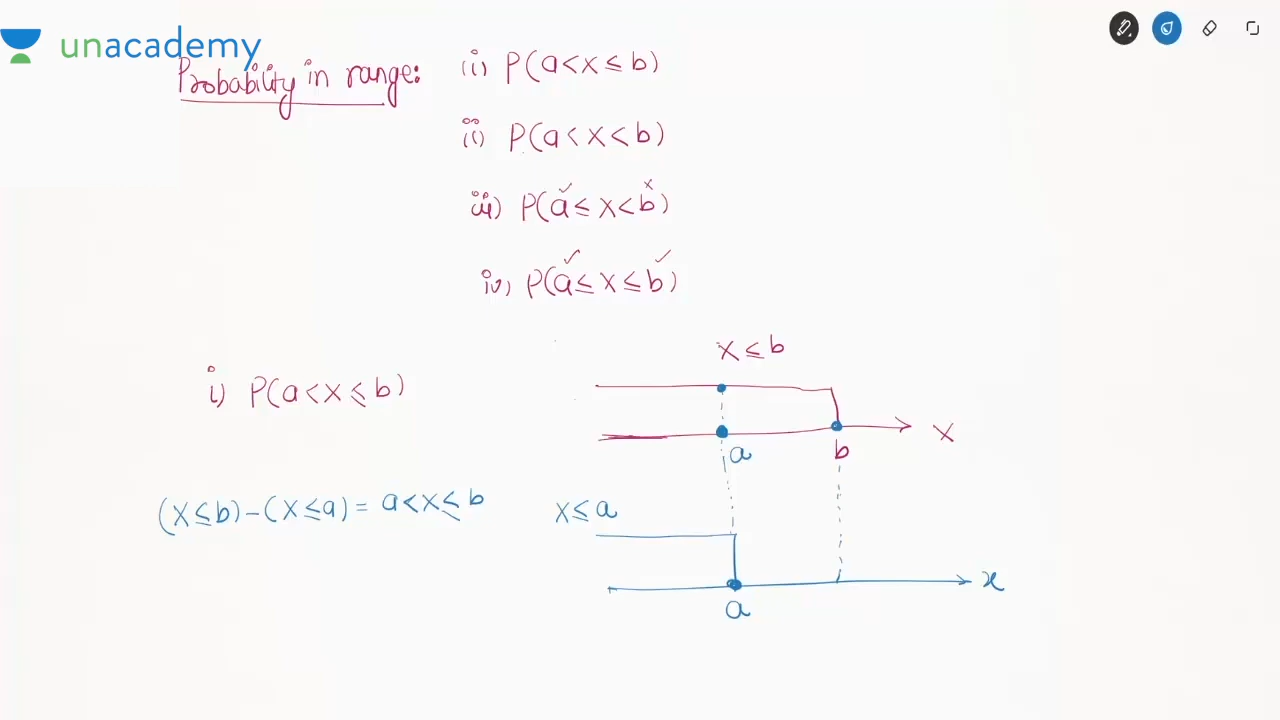 unacademy
Probability in range: (i) P(a<x≤b)
(ii) P(a<x<b)
iii) P(a≤x<b)
iv) P(a≤x≤b)
x≤b
i) P(a<x≤b)
x
a b
(x≤b)-(x≤a)= a<x≤b
x≤a
x
a